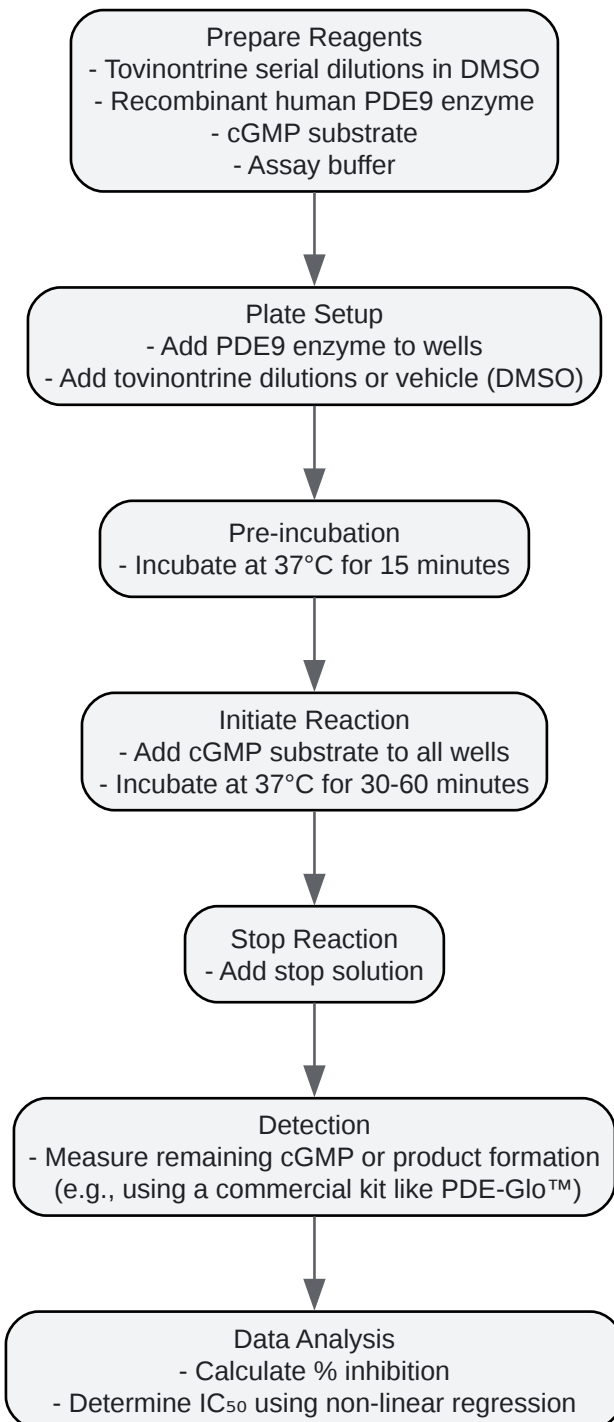 Prepare Reagents
- Tovinontrine serial dilutions in DMSO
- Recombinant human PDE9 enzyme
- cGMP substrate
- Assay buffer
Plate Setup
- Add PDE9 enzyme to wells
- Add tovinontrine dilutions or vehicle (DMSO)
Pre-incubation
- Incubate at 37°C for 15 minutes
Initiate Reaction
- Add cGMP substrate to all wells
- Incubate at 37°C for 30-60 minutes
Stop Reaction
- Add stop solution
Detection
- Measure remaining cGMP or product formation
(e.g., using a commercial kit like PDE-Glo™)
Data Analysis
- Calculate % inhibition
- Determine IC₅₀ using non-linear regression